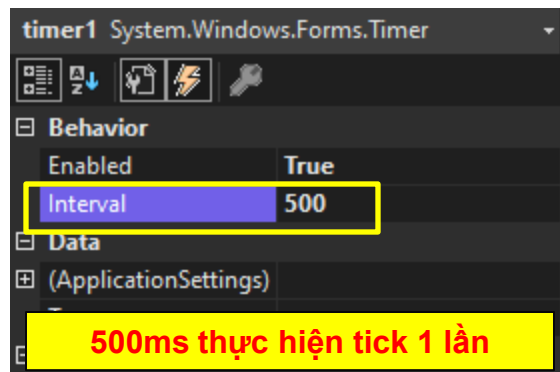 timer1 System.Windows.Forms.Timer
Behavior
Enabled True
Interval 500
Data
(ApplicationSettings)
500ms thực hiện tick 1 lần